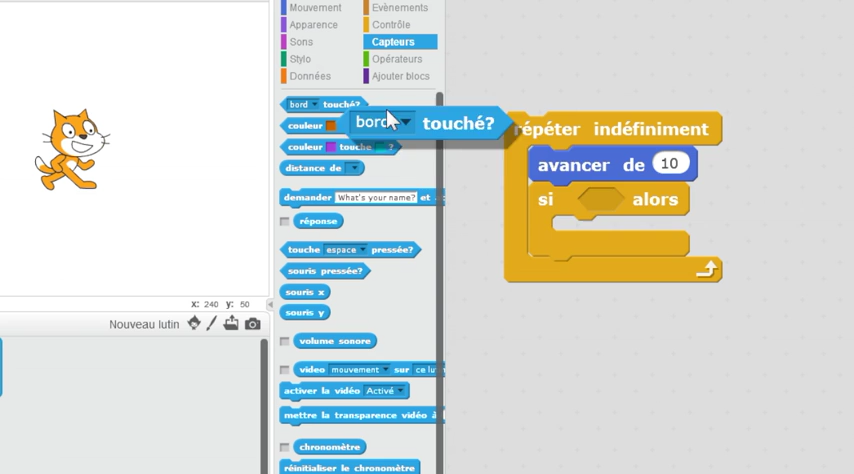 Mouvement Evènements
Apparence Contrôle
Sons Capteurs
Stylo Opérateurs
Données Ajouter blocs
bord touché?
couleur
bord touché?
couleur touche ?
distance de
demander What's your name? et
réponse
touche espace pressée?
souris pressée?
souris x
souris y
volume sonore
video mouvement sur ce
activer la vidéo Activé
mettre la transparence vidéo à
chronomètre
réinitialiser le chronomètre
répéter indéfiniment
avancer de 10
si alors
x: 240 y: 50
Nouveau lutin